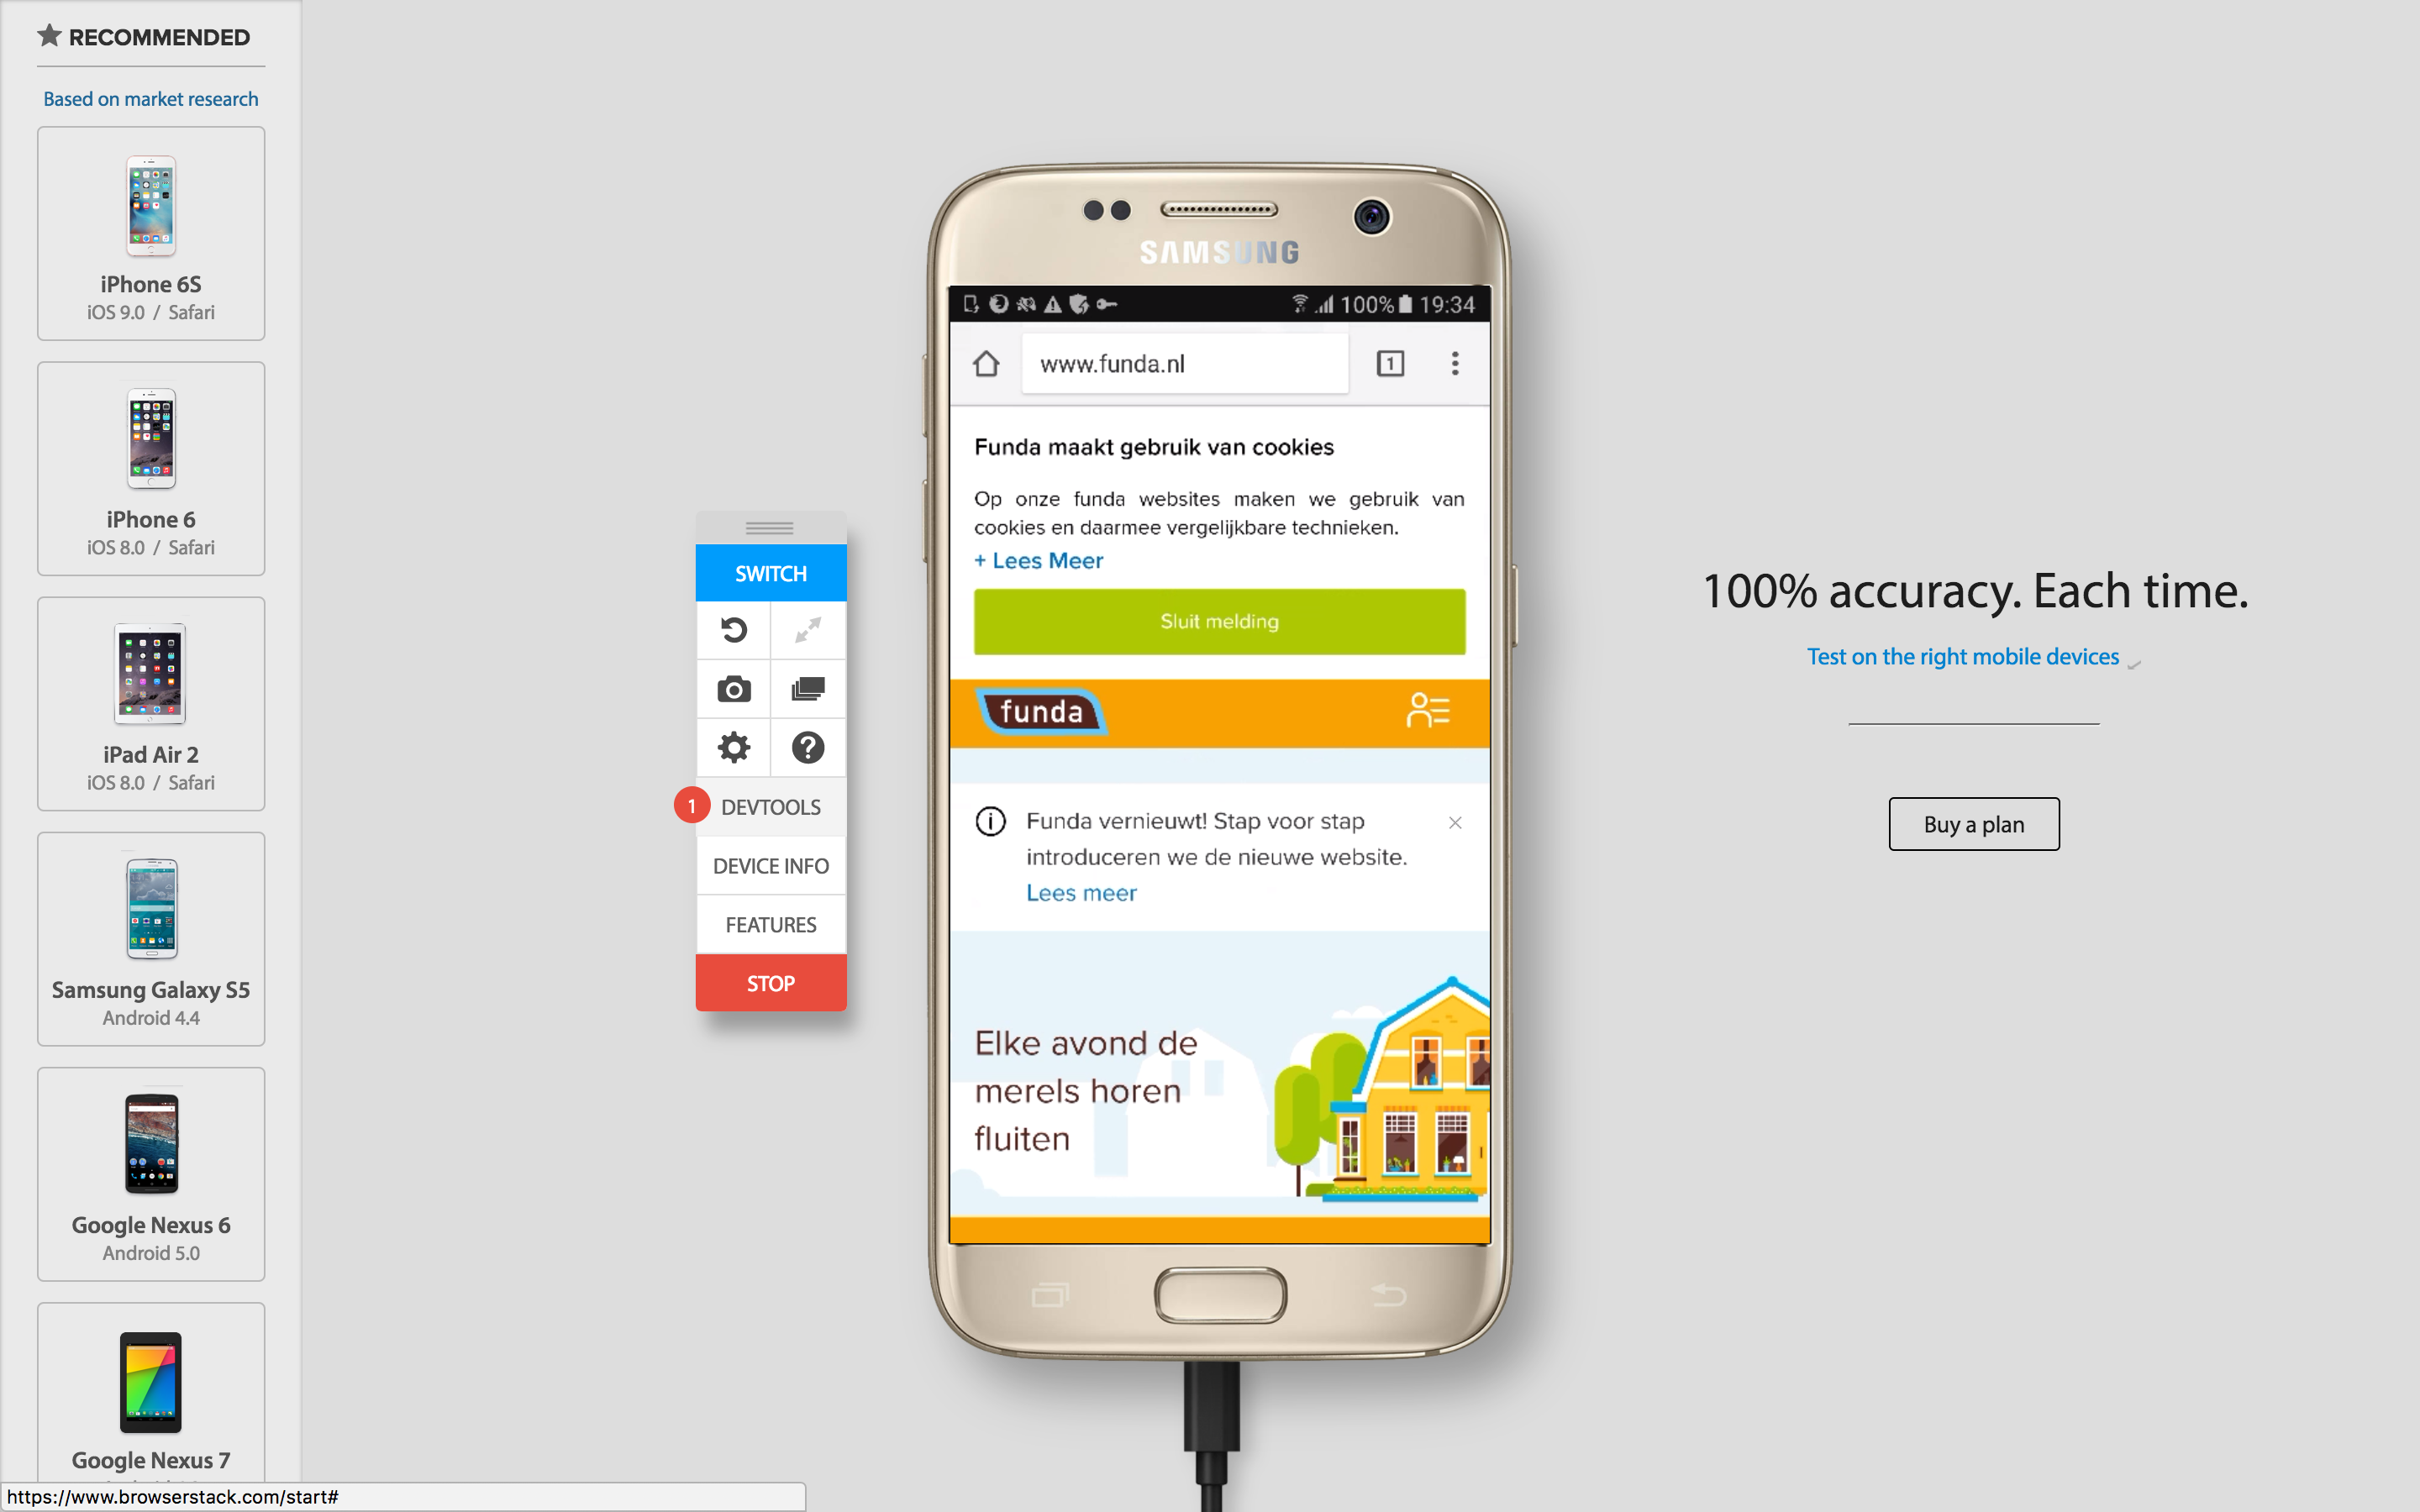 RECOMMENDED
Based on market research
iPhone 6S
iOS 9.0 / Safari
iPhone 6
iOS 8.0 / Safari
iPad Air 2
iOS 8.0 / Safari
Samsung Galaxy S5
Android 4.4
Google Nexus 6
Android 5.0
Google Nexus 7
https://www.browserstack.com/start#
SWITCH
1
DEVTOOLS
DEVICE INFO
FEATURES
STOP
SAMSUNG
100% 19:34
www.funda.nl
1
Funda maakt gebruik van cookies
Op onze funda websites maken we gebruik van
cookies en daarmee vergelijkbare technieken.
+ Lees Meer
Sluit melding
funda
Funda vernieuwt! Stap voor stap
introduceren we de nieuwe website.
Lees meer
Elke avond de
merels horen
fluiten
100% accuracy. Each time.
Test on the right mobile devices
Buy a plan